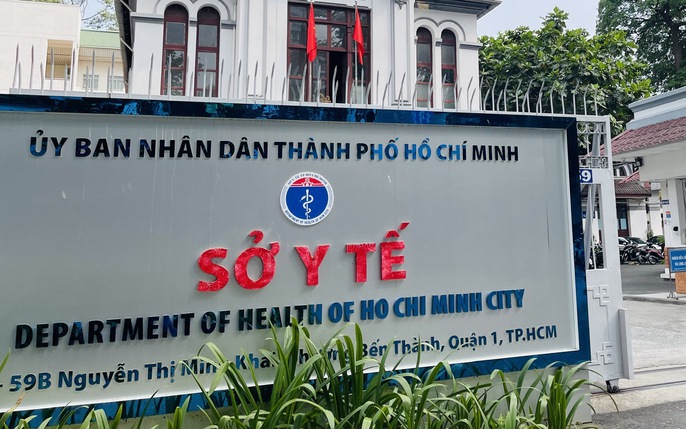 ỦY BAN NHÂN DÂN THÀNH PHỐ HỒ CHÍ MINH
SỞ Y TẾ
DEPARTMENT OF HEALTH OF HO CHI MINH CITY
- 59B Nguyễn Thị Minh Khai, Phường Bến Thành, Quận 1, TP.HCM